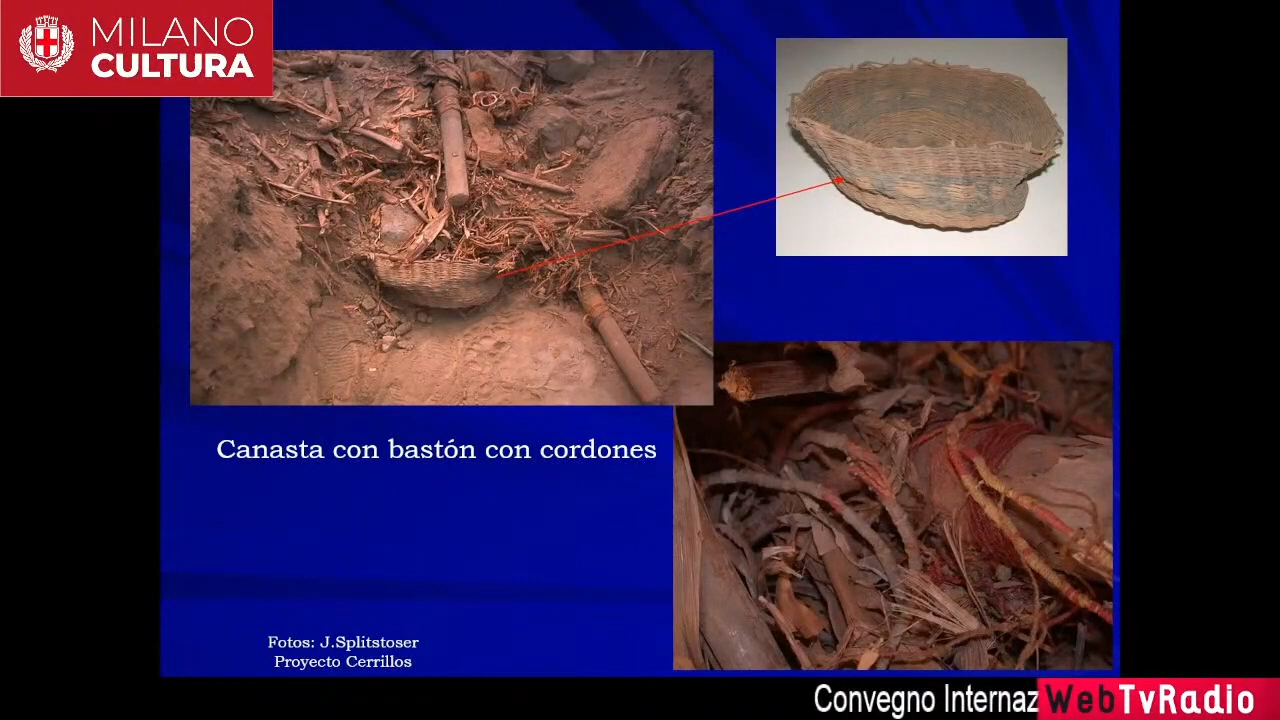 MILANO
CULTURA
Canasta con bastón con cordones
Fotos: J.Splitstoser
Proyecto Cerrillos
Convegno Internaz
WebTvRadio